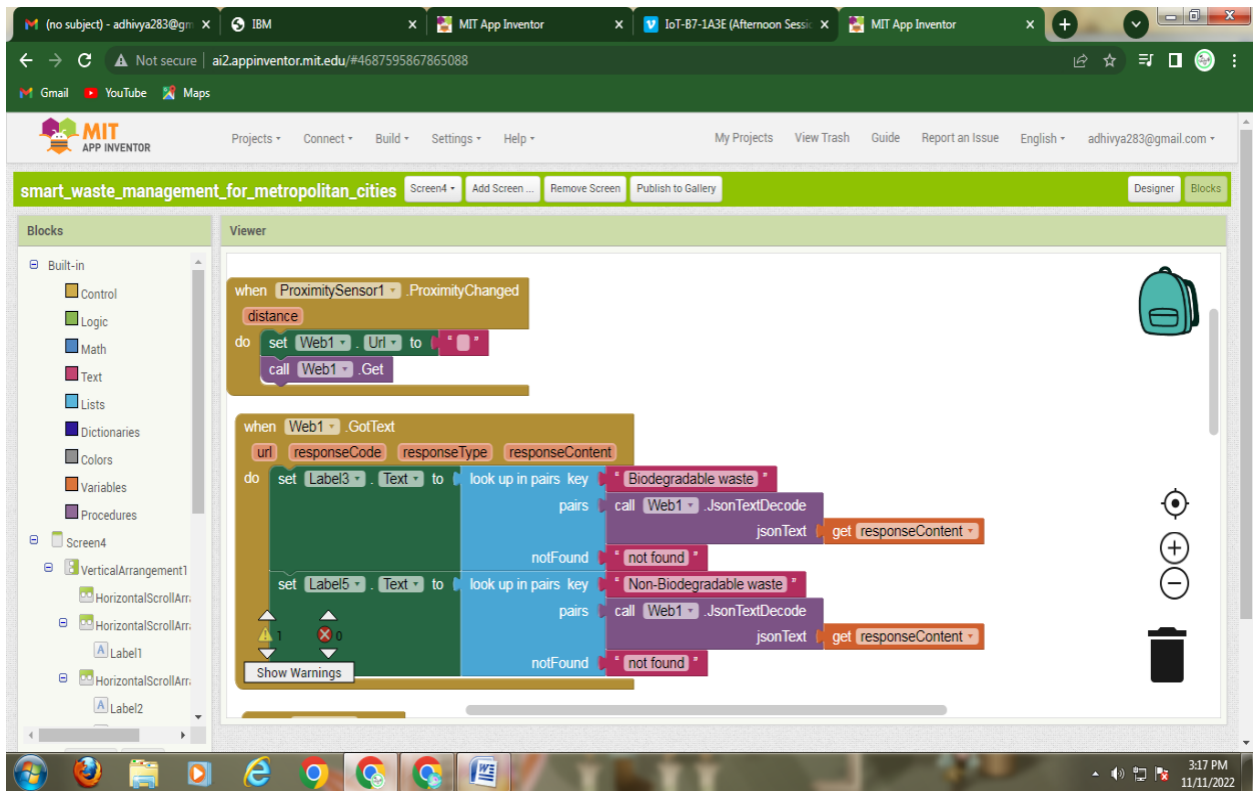 (no subject) - adhivya283@gm
IBM
MIT App Inventor
IoT-B7-1A3E (Afternoon Sessic
MIT App Inventor
Not secure | ai2.appinventor.mit.edu/#4687595867865088
Gmail YouTube Maps
MIT
APP INVENTOR
Projects Connect Build Settings Help My Projects View Trash Guide Report an Issue English adhivya283@gmail.com
smart_waste_management_for_metropolitan_cities Screen4 Add Screen ... Remove Screen Publish to Gallery Designer Blocks
Blocks
Viewer
Built-in
Control
Logic
Math
Text
Lists
Dictionaries
Colors
Variables
Procedures
Screen4
VerticalArrangement1
HorizontalScrollArr
HorizontalScrollArr
Label1
HorizontalScrollArr
Label2
when ProximitySensor1 .ProximityChanged
distance
do set Web1 . Url to " "
call Web1 .Get
when Web1 .GotText
url responseCode responseType responseContent
do set Label3 . Text to look up in pairs key " Biodegradable waste "
pairs call Web1 .JsonTextDecode
jsonText get responseContent
notFound " not found "
set Label5 . Text to look up in pairs key " Non-Biodegradable waste "
pairs call Web1 .JsonTextDecode
jsonText get responseContent
notFound " not found "
1 0
Show Warnings
3:17 PM
11/11/2022